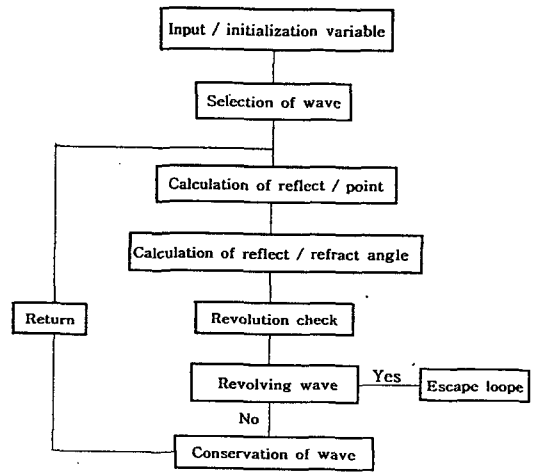 Input / initialization variable
Selection of wave
Calculation of reflect / point
Calculation of reflect / refract angle
Return
Revolution check
Revolving wave
Yes
Escape loope
No
Conservation of wave